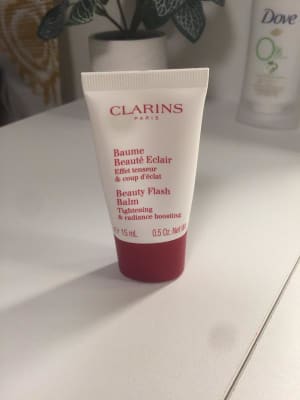 CLARINS
PARIS
Baume
Beauté Eclair
Effet tenseur
& coup d'éclat
Beauty Flash
Balm
Tightening
& radiance boosting
15 mL 0.5 Oz. Net
Dove
0%